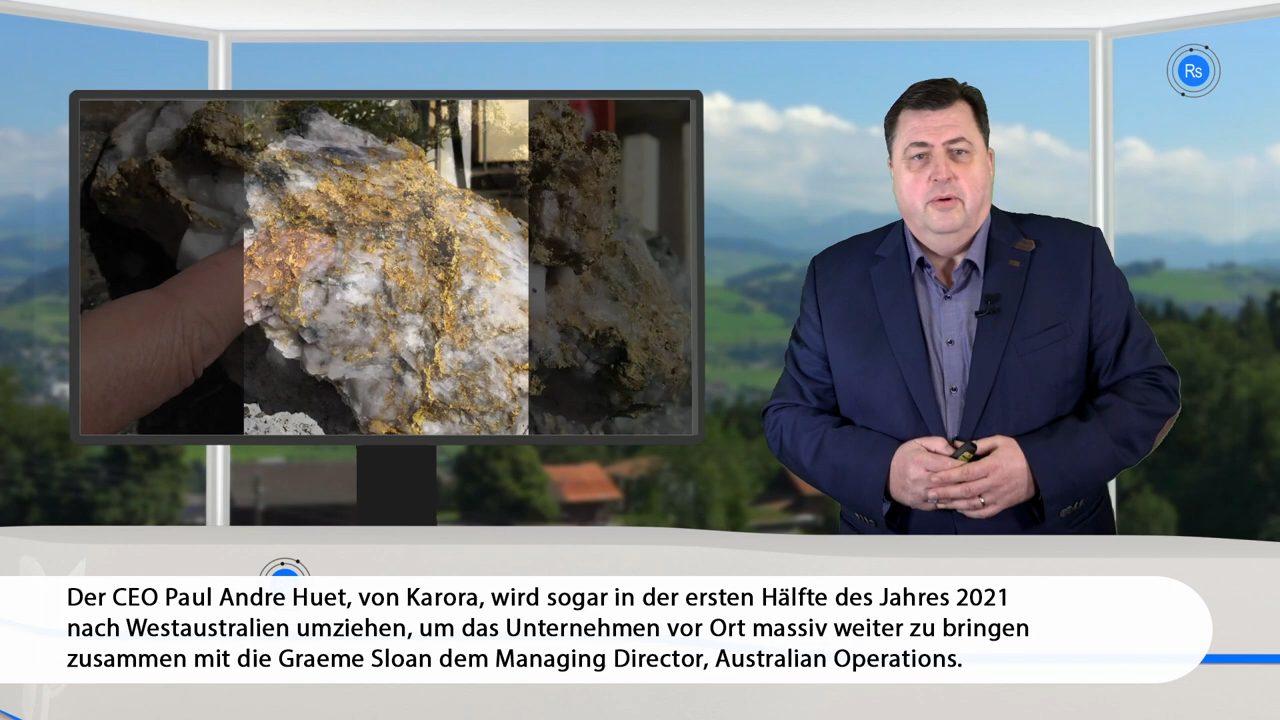 Rs
Der CEO Paul Andre Huet, von Karora, wird sogar in der ersten Hälfte des Jahres 2021
nach Westaustralien umziehen, um das Unternehmen vor Ort massiv weiter zu bringen
zusammen mit die Graeme Sloan dem Managing Director, Australian Operations.